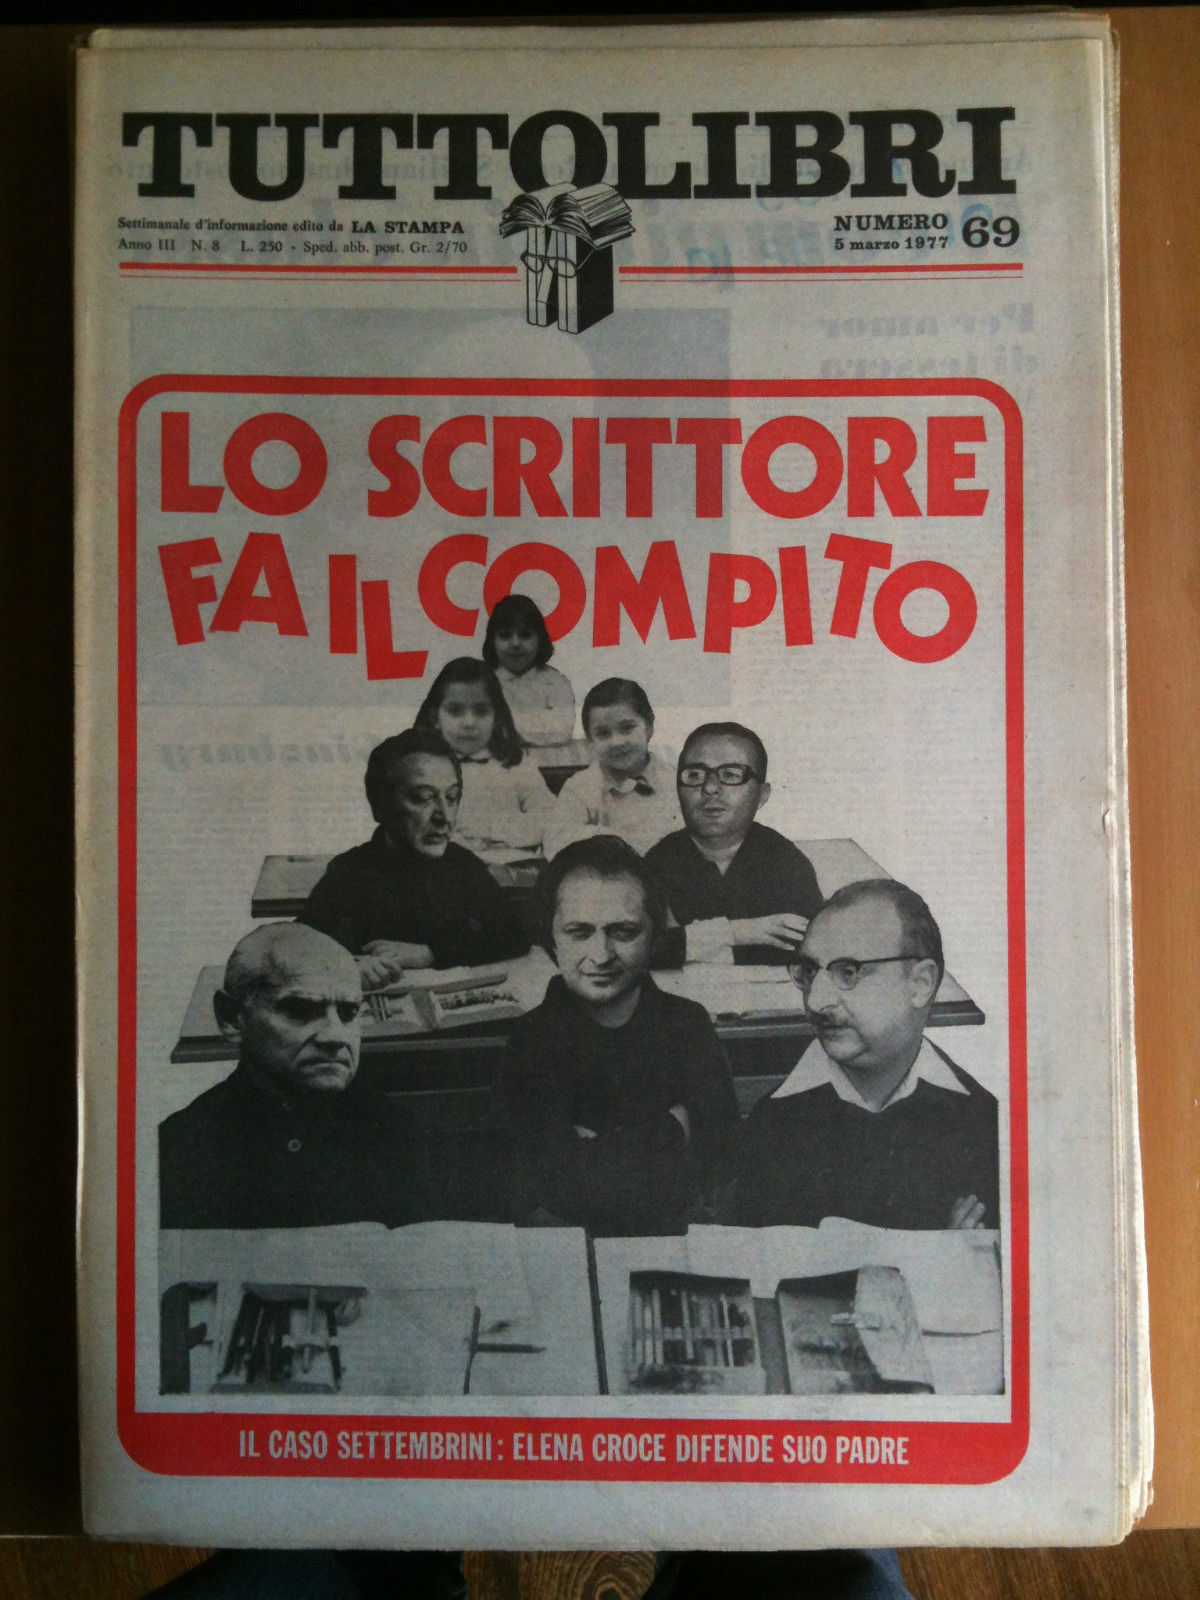 TUTTOLIBRI
Settimanale d'informazione edito da LA STAMPA
Anno III N. 8 L. 250 - Sped. abb. post. Gr. 2/70
NUMERO 69
5 marzo 1977
LO SCRITTORE
FA IL COMPITO
IL CASO SETTEMBRINI: ELENA CROCE DIFENDE SUO PADRE